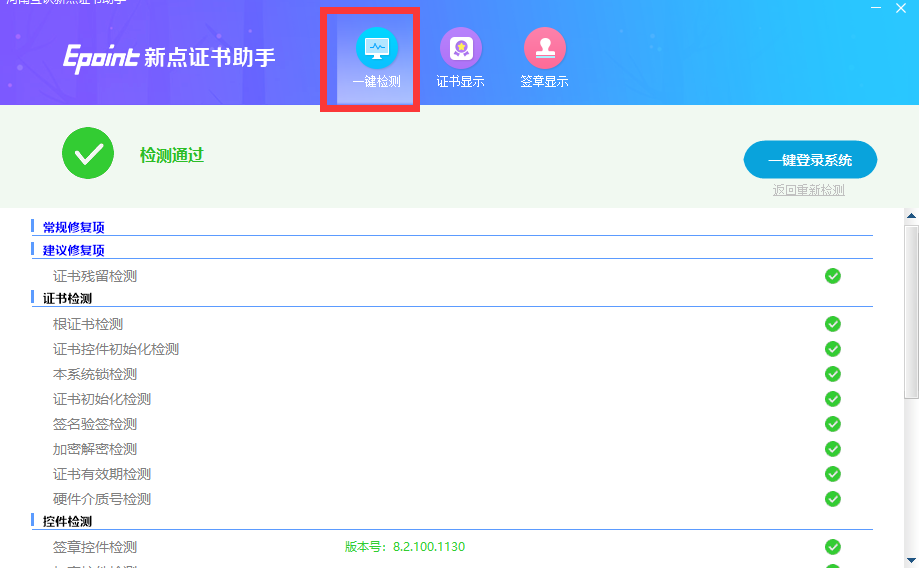 Epoint 新点证书助手
一键检测
证书显示
签章显示
检测通过
一键登录系统
返回重新检测
常规修复项
建议修复项
证书残留检测
证书检测
根证书检测
证书控件初始化检测
本系统锁检测
证书初始化检测
签名验签检测
加密解密检测
证书有效期检测
硬件介质号检测
控件检测
签章控件检测 版本号：8.2.100.1130